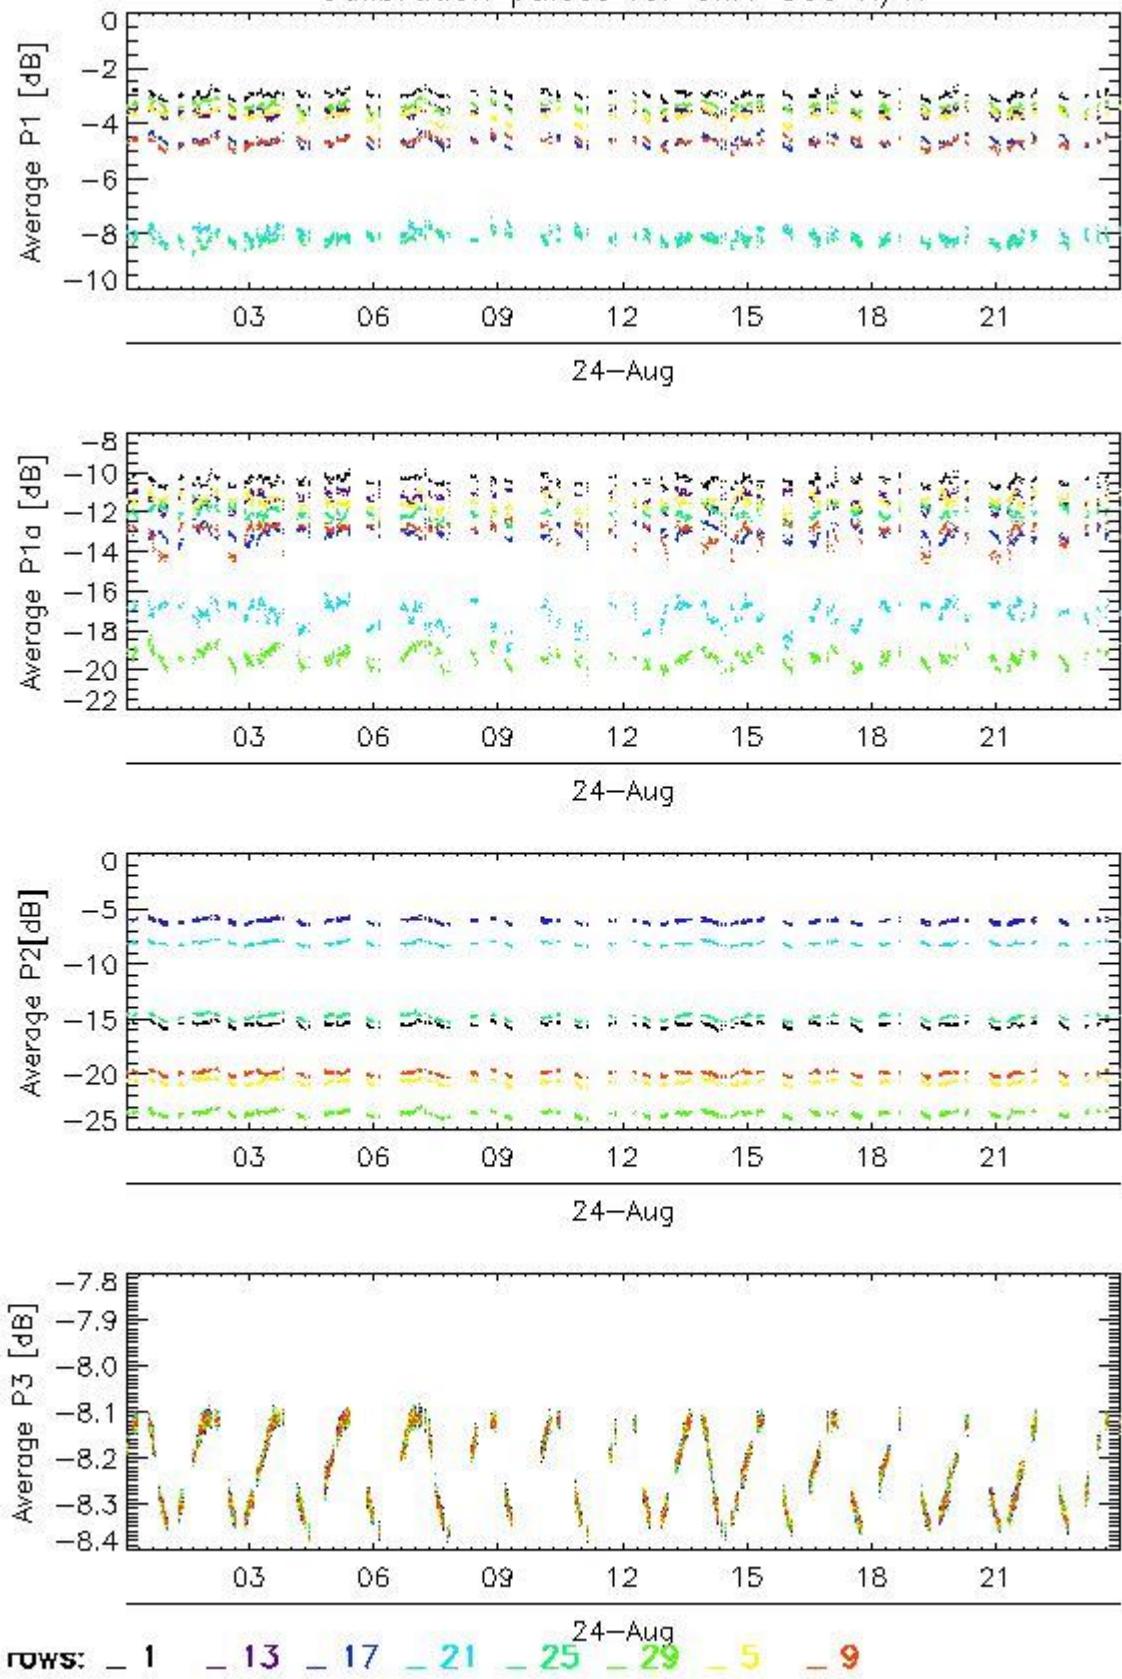 0
-2
-4
-6
-8
-10
Average P1 [dB]
03 06 09 12 15 18 21
24-Aug
-8
-10
-12
-14
-16
-18
-20
-22
Average P1a [dB]
03 06 09 12 15 18 21
24-Aug
0
-5
-10
-15
-20
-25
Average P2[dB]
03 06 09 12 15 18 21
24-Aug
-7.8
-7.9
-8.0
-8.1
-8.2
-8.3
-8.4
Average P3 [dB]
03 06 09 12 15 18 21
24-Aug
rows: _ 1 _ 13 _ 17 _ 21 _ 25 _ 29 _ 5 _ 9